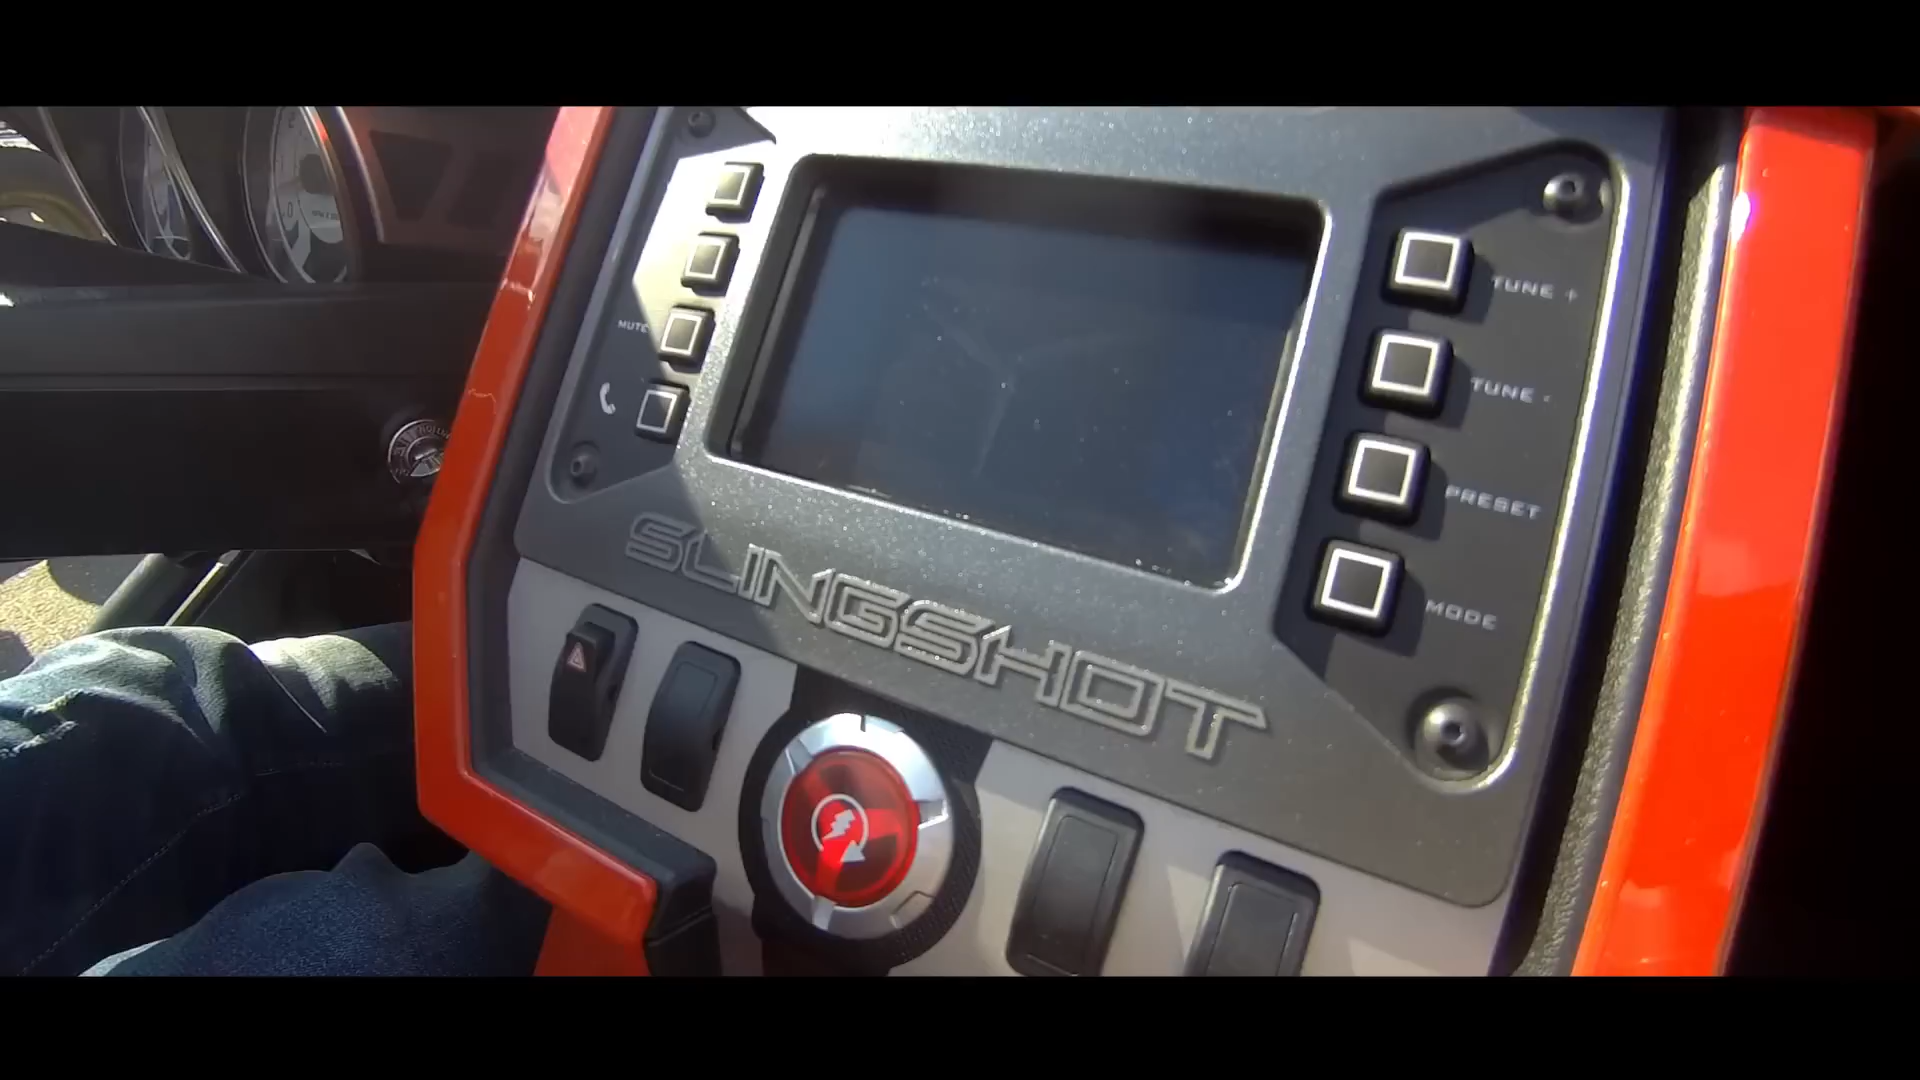 MUTE
TUNE +
TUNE -
PRESET
MODE
SLINGSHOT